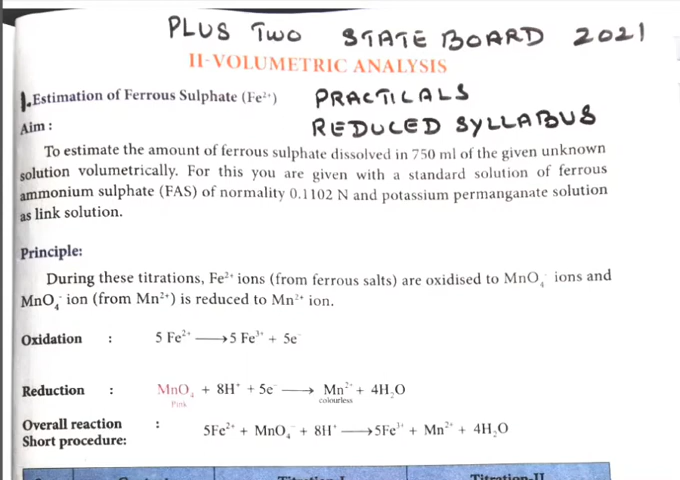 PLUS TWO STATE BOARD 2021
II-VOLUMETRIC ANALYSIS
1. Estimation of Ferrous Sulphate (Fe²⁺) PRACTICALS
Aim : REDUCED SYLLABUS
To estimate the amount of ferrous sulphate dissolved in 750 ml of the given unknown
solution volumetrically. For this you are given with a standard solution of ferrous
ammonium sulphate (FAS) of normality 0.1102 N and potassium permanganate solution
as link solution.
Principle:
During these titrations, Fe²⁺ ions (from ferrous salts) are oxidised to MnO₄⁻ ions and
MnO₄⁻ ion (from Mn²⁺) is reduced to Mn²⁺ ion.
Oxidation : 5 Fe²⁺ ⟶ 5 Fe³⁺ + 5e⁻
Reduction : MnO₄ + 8H⁺ + 5e⁻ ⟶ Mn²⁺ + 4H₂O
Pink colourless
Overall reaction : 5Fe²⁺ + MnO₄⁻ + 8H⁺ ⟶ 5Fe³⁺ + Mn²⁺ + 4H₂O
Short procedure:
Titration-I Titration-II